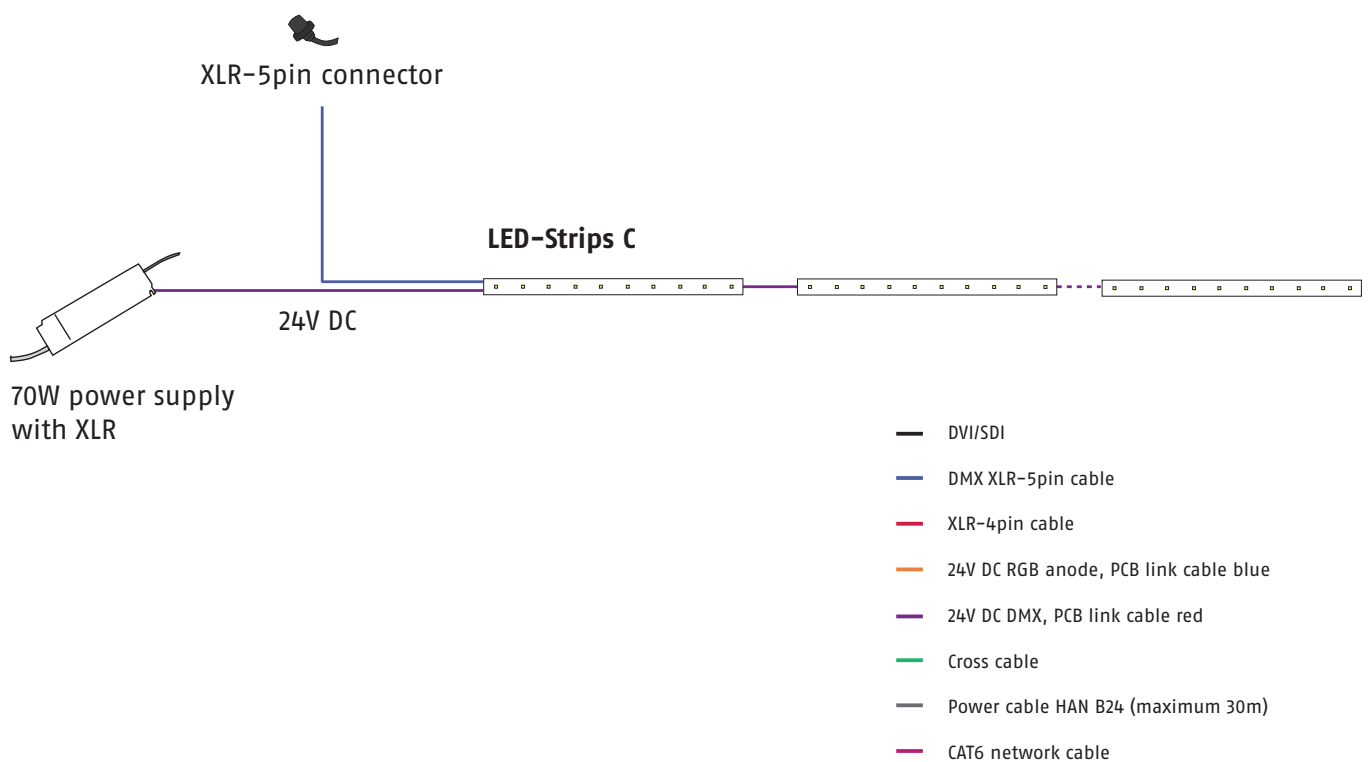 XLR-5pin connector
LED-Strips C
24V DC
70W power supply
with XLR
DVI/SDI
DMX XLR-5pin cable
XLR-4pin cable
24V DC RGB anode, PCB link cable blue
24V DC DMX, PCB link cable red
Cross cable
Power cable HAN B24 (maximum 30m)
CAT6 network cable